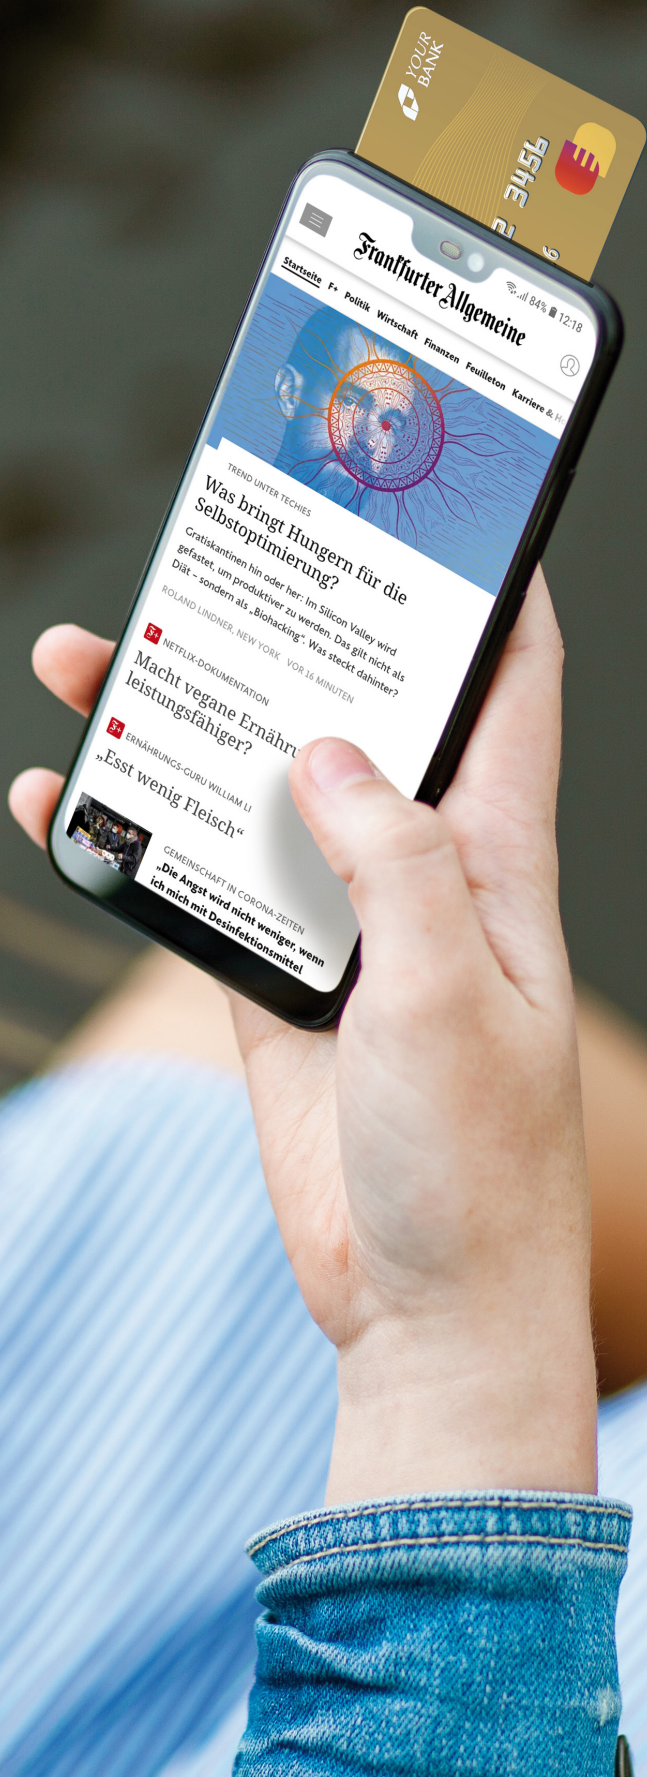 YOUR
BANK
3456
2
9
Frankfurter Allgemeine
84% 12:18
Startseite F+ Politik Wirtschaft Finanzen Feuilleton Karriere &
TREND UNTER TECHIES
Was bringt Hungern für die
Selbstoptimierung?
Gratiskantinen hin oder her: Im Silicon Valley wird
gefastet, um produktiver zu werden. Das gilt nicht als
Diät – sondern als „Biohacking“. Was steckt dahinter?
ROLAND LINDNER, NEW YORK VOR 16 MINUTEN
F+ NETFLIX-DOKUMENTATION
Macht vegane Ernähru
leistungsfähiger?
F+ ERNÄHRUNGS-GURU WILLIAM LI
„Esst wenig Fleisch“
GEMEINSCHAFT IN CORONA-ZEITEN
„Die Angst wird nicht weniger, wenn
ich mich mit Desinfektionsmittel